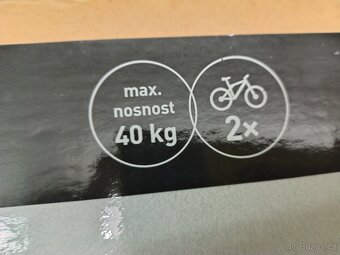 max.
nosnost
40 kg
2×